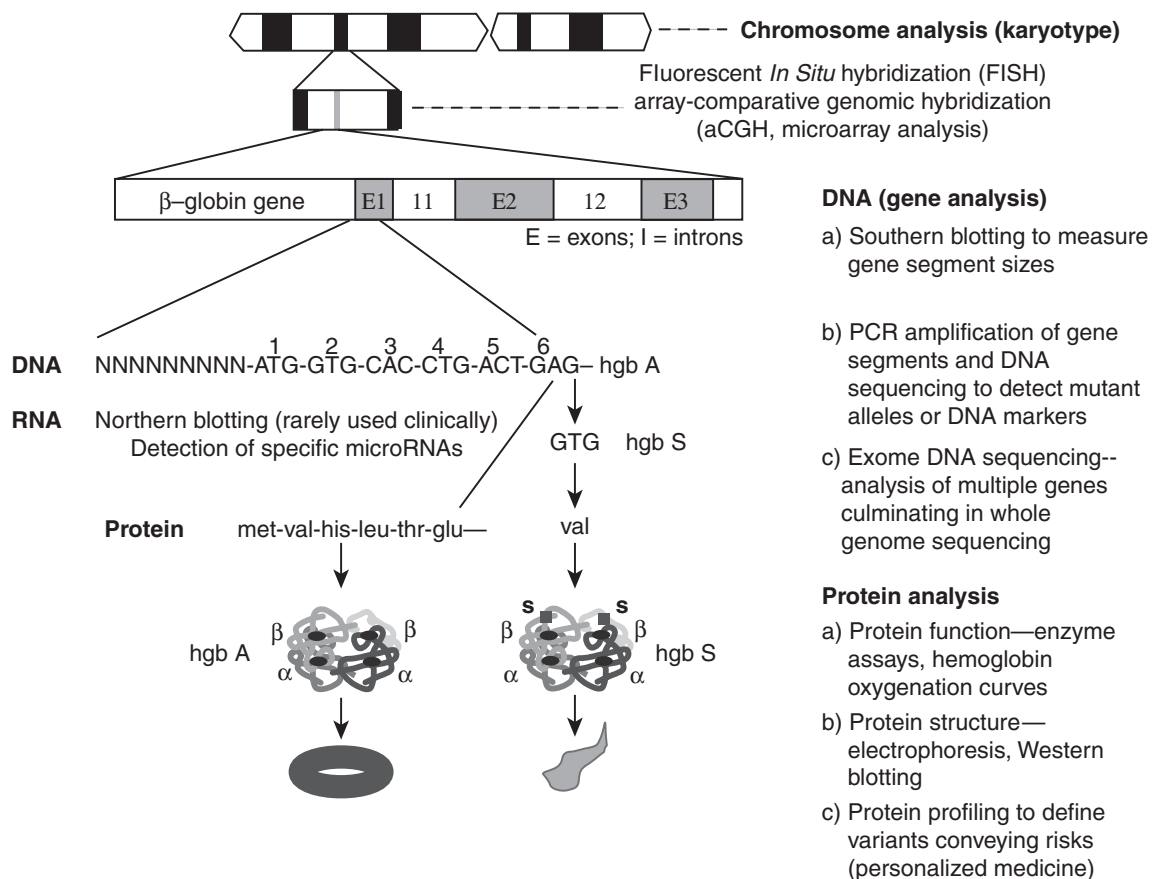 Chromosome analysis (karyotype)
Fluorescent In Situ hybridization (FISH)
array-comparative genomic hybridization
(aCGH, microarray analysis)
β–globin gene
E1
11
E2
12
E3
E = exons; I = introns
1 2 3 4 5 6
DNA NNNNNNNNNN-ATG-GTG-CAC-CTG-ACT-GAG– hgb A
RNA Northern blotting (rarely used clinically)
Detection of specific microRNAs
GTG hgb S
Protein met-val-his-leu-thr-glu—
val
s s
β β β β
hgb A hgb S
α α α α
DNA (gene analysis)
a) Southern blotting to measure
gene segment sizes
b) PCR amplification of gene
segments and DNA
sequencing to detect mutant
alleles or DNA markers
c) Exome DNA sequencing--
analysis of multiple genes
culminating in whole
genome sequencing
Protein analysis
a) Protein function—enzyme
assays, hemoglobin
oxygenation curves
b) Protein structure—
electrophoresis, Western
blotting
c) Protein profiling to define
variants conveying risks
(personalized medicine)